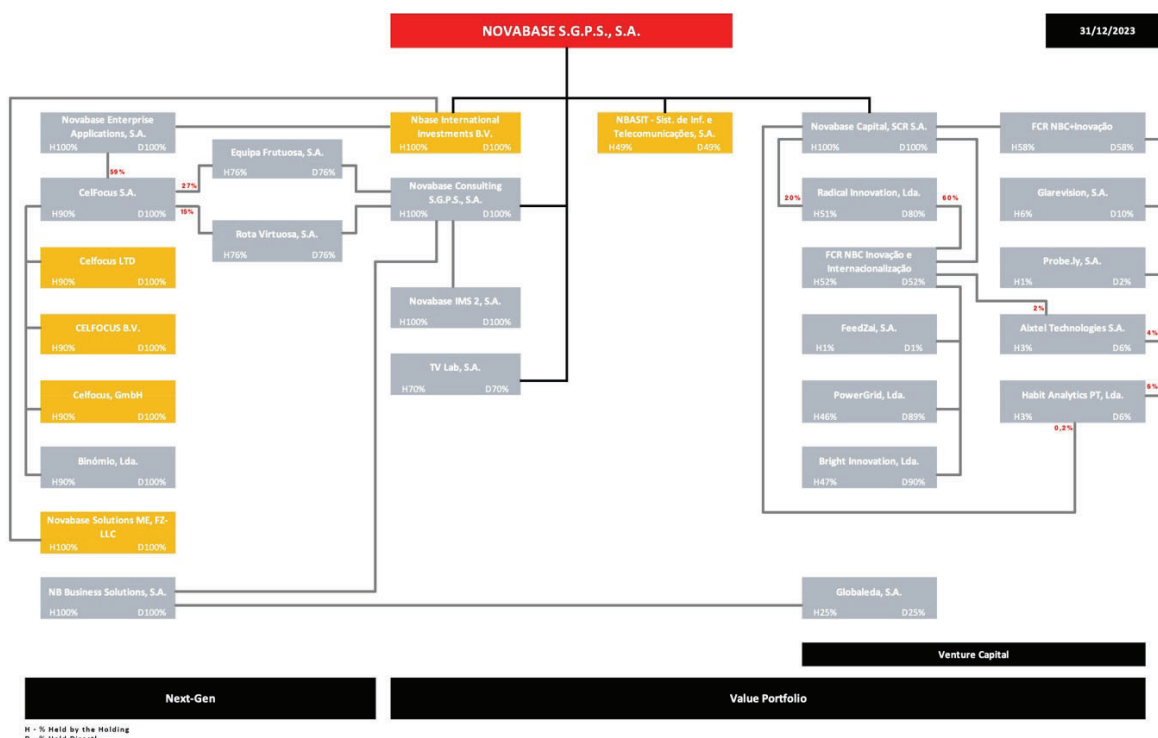 NOVABASE S.G.P.S., S.A.
31/12/2023
Novabase Enterprise
Applications, S.A.
H100% D100%
Nbase International
Investments B.V.
H100% D100%
NBASIT - Sist. de Inf. e
Telecomunicações, S.A.
H49% D49%
Novabase Capital, SCR S.A.
H100% D100%
FCR NBC+Inovação
H58% D58%
59%
Equipa Frutuosa, S.A.
H76% D76%
27%
CelFocus S.A.
H90% D100%
15%
Novabase Consulting
S.G.P.S., S.A.
H100% D100%
20%
Radical Innovation, Lda.
H51% D80%
60%
Glarevision, S.A.
H6% D10%
Rota Virtuosa, S.A.
H76% D76%
Celfocus LTD
H90% D100%
FCR NBC Inovação e
Internacionalização
H52% D52%
Probe.ly, S.A.
H1% D2%
Novabase IMS 2, S.A.
H100% D100%
2%
CELFOCUS B.V.
H90% D100%
FeedZai, S.A.
H1% D1%
Aixtel Technologies S.A.
H3% D6%
4%
TV Lab, S.A.
H70% D70%
Celfocus, GmbH
H90% D100%
PowerGrid, Lda.
H46% D89%
Habit Analytics PT, Lda.
H3% D6%
6%
0,2%
Binómio, Lda.
H90% D100%
Bright Innovation, Lda.
H47% D90%
Novabase Solutions ME, FZ-
LLC
H100% D100%
NB Business Solutions, S.A.
H100% D100%
Globaleda, S.A.
H25% D25%
Venture Capital
Next-Gen
Value Portfolio
H - % Held by the Holding
D - % Held